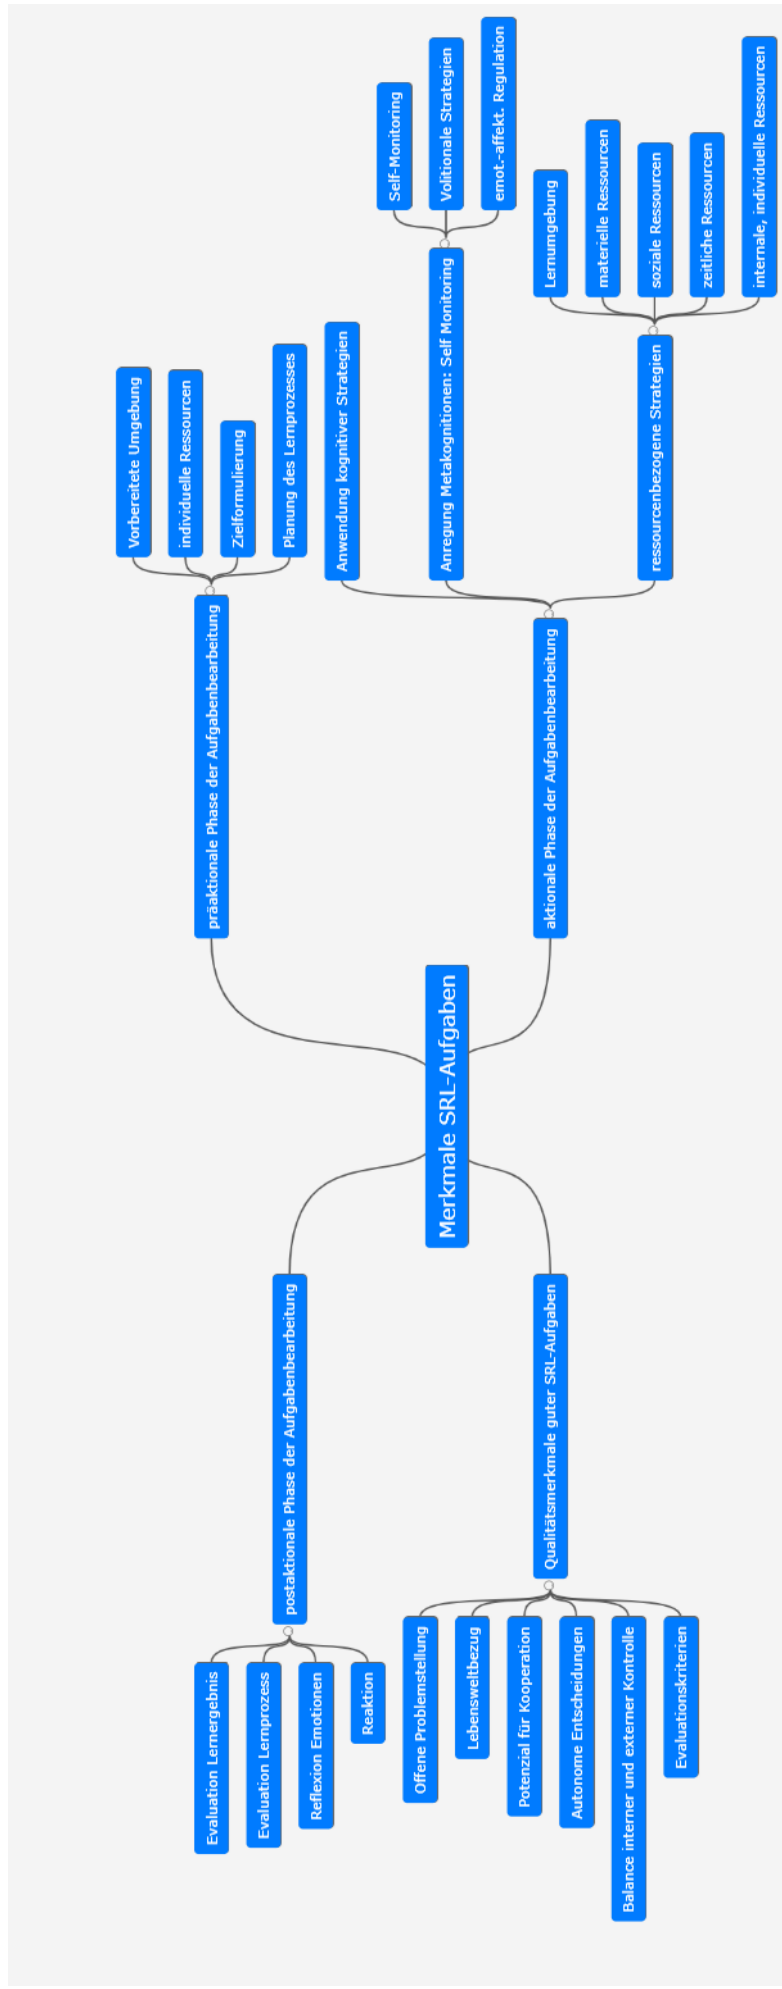 Merkmale SRL-Aufgaben
präaktionale Phase der Aufgabenbearbeitung
Vorbereitete Umgebung
individuelle Ressourcen
Zielformulierung
Planung des Lernprozesses
aktionale Phase der Aufgabenbearbeitung
Anwendung kognitiver Strategien
Anregung Metakognitionen: Self Monitoring
Self-Monitoring
Volitionale Strategien
emot.-affekt. Regulation
ressourcenbezogene Strategien
Lernumgebung
materielle Ressourcen
soziale Ressourcen
zeitliche Ressourcen
internale, individuelle Ressourcen
postaktionale Phase der Aufgabenbearbeitung
Evaluation Lernergebnis
Evaluation Lernprozess
Reflexion Emotionen
Reaktion
Qualitätsmerkmale guter SRL-Aufgaben
Offene Problemstellung
Lebensweltbezug
Potenzial für Kooperation
Autonome Entscheidungen
Balance interner und externer Kontrolle
Evaluationskriterien